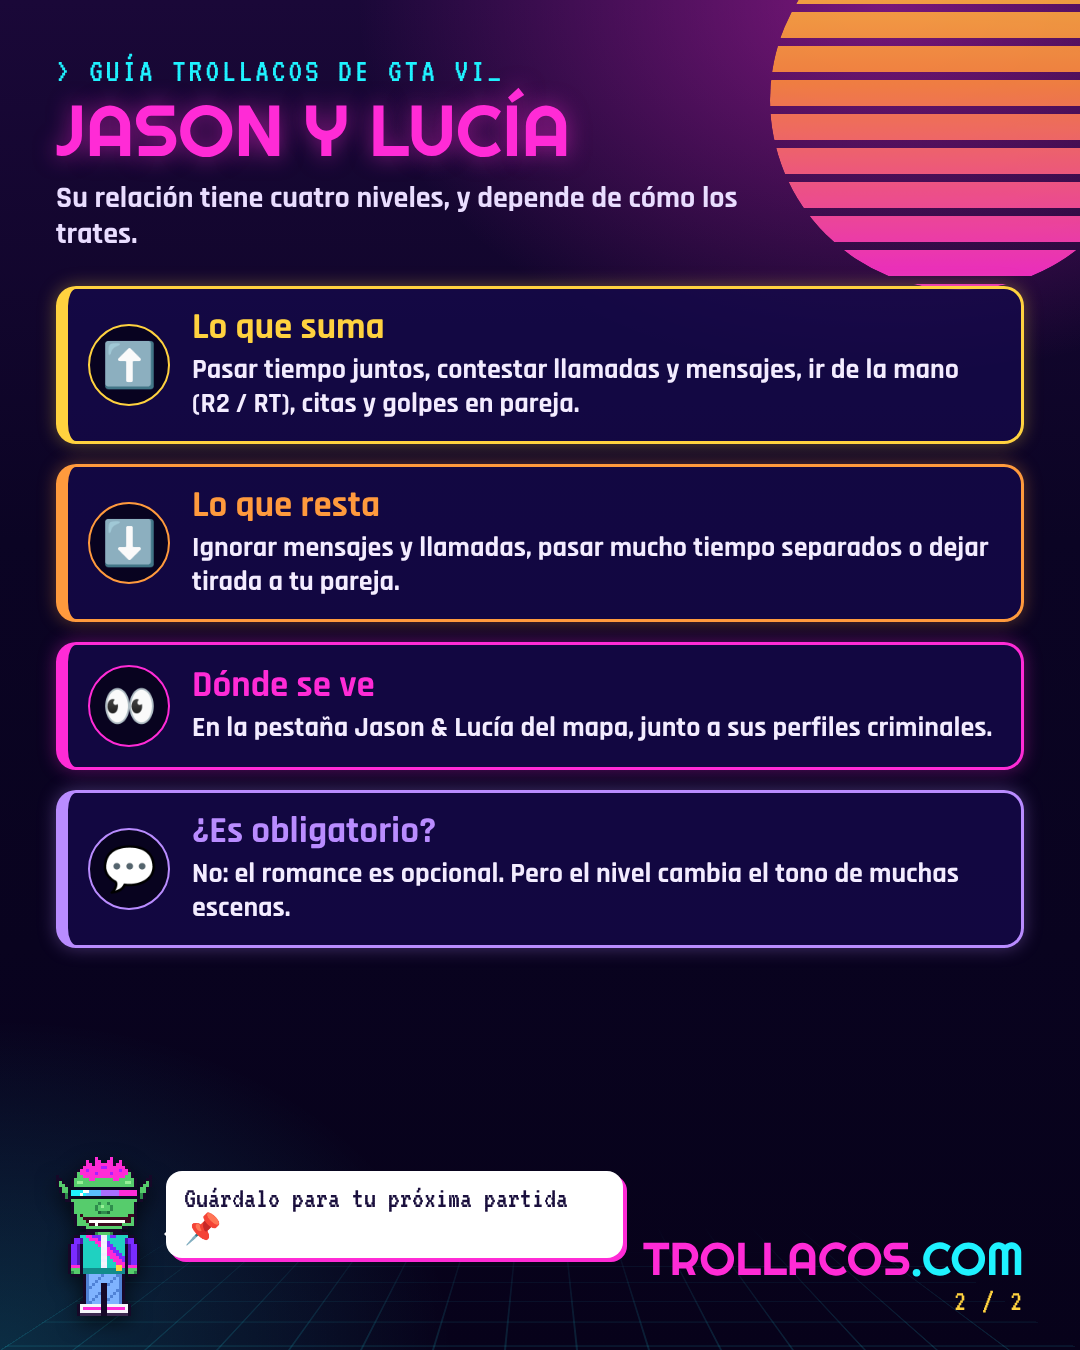 > GUÍA TROLLACOS DE GTA VI_
JASON Y LUCÍA
Su relación tiene cuatro niveles, y depende de cómo los
trates.
Lo que suma
Pasar tiempo juntos, contestar llamadas y mensajes, ir de la mano
(R2 / RT), citas y golpes en pareja.
Lo que resta
Ignorar mensajes y llamadas, pasar mucho tiempo separados o dejar
tirada a tu pareja.
Dónde se ve
En la pestaña Jason & Lucía del mapa, junto a sus perfiles criminales.
¿Es obligatorio?
No: el romance es opcional. Pero el nivel cambia el tono de muchas
escenas.
Guárdalo para tu próxima partida
TROLLACOS.COM
2 / 2